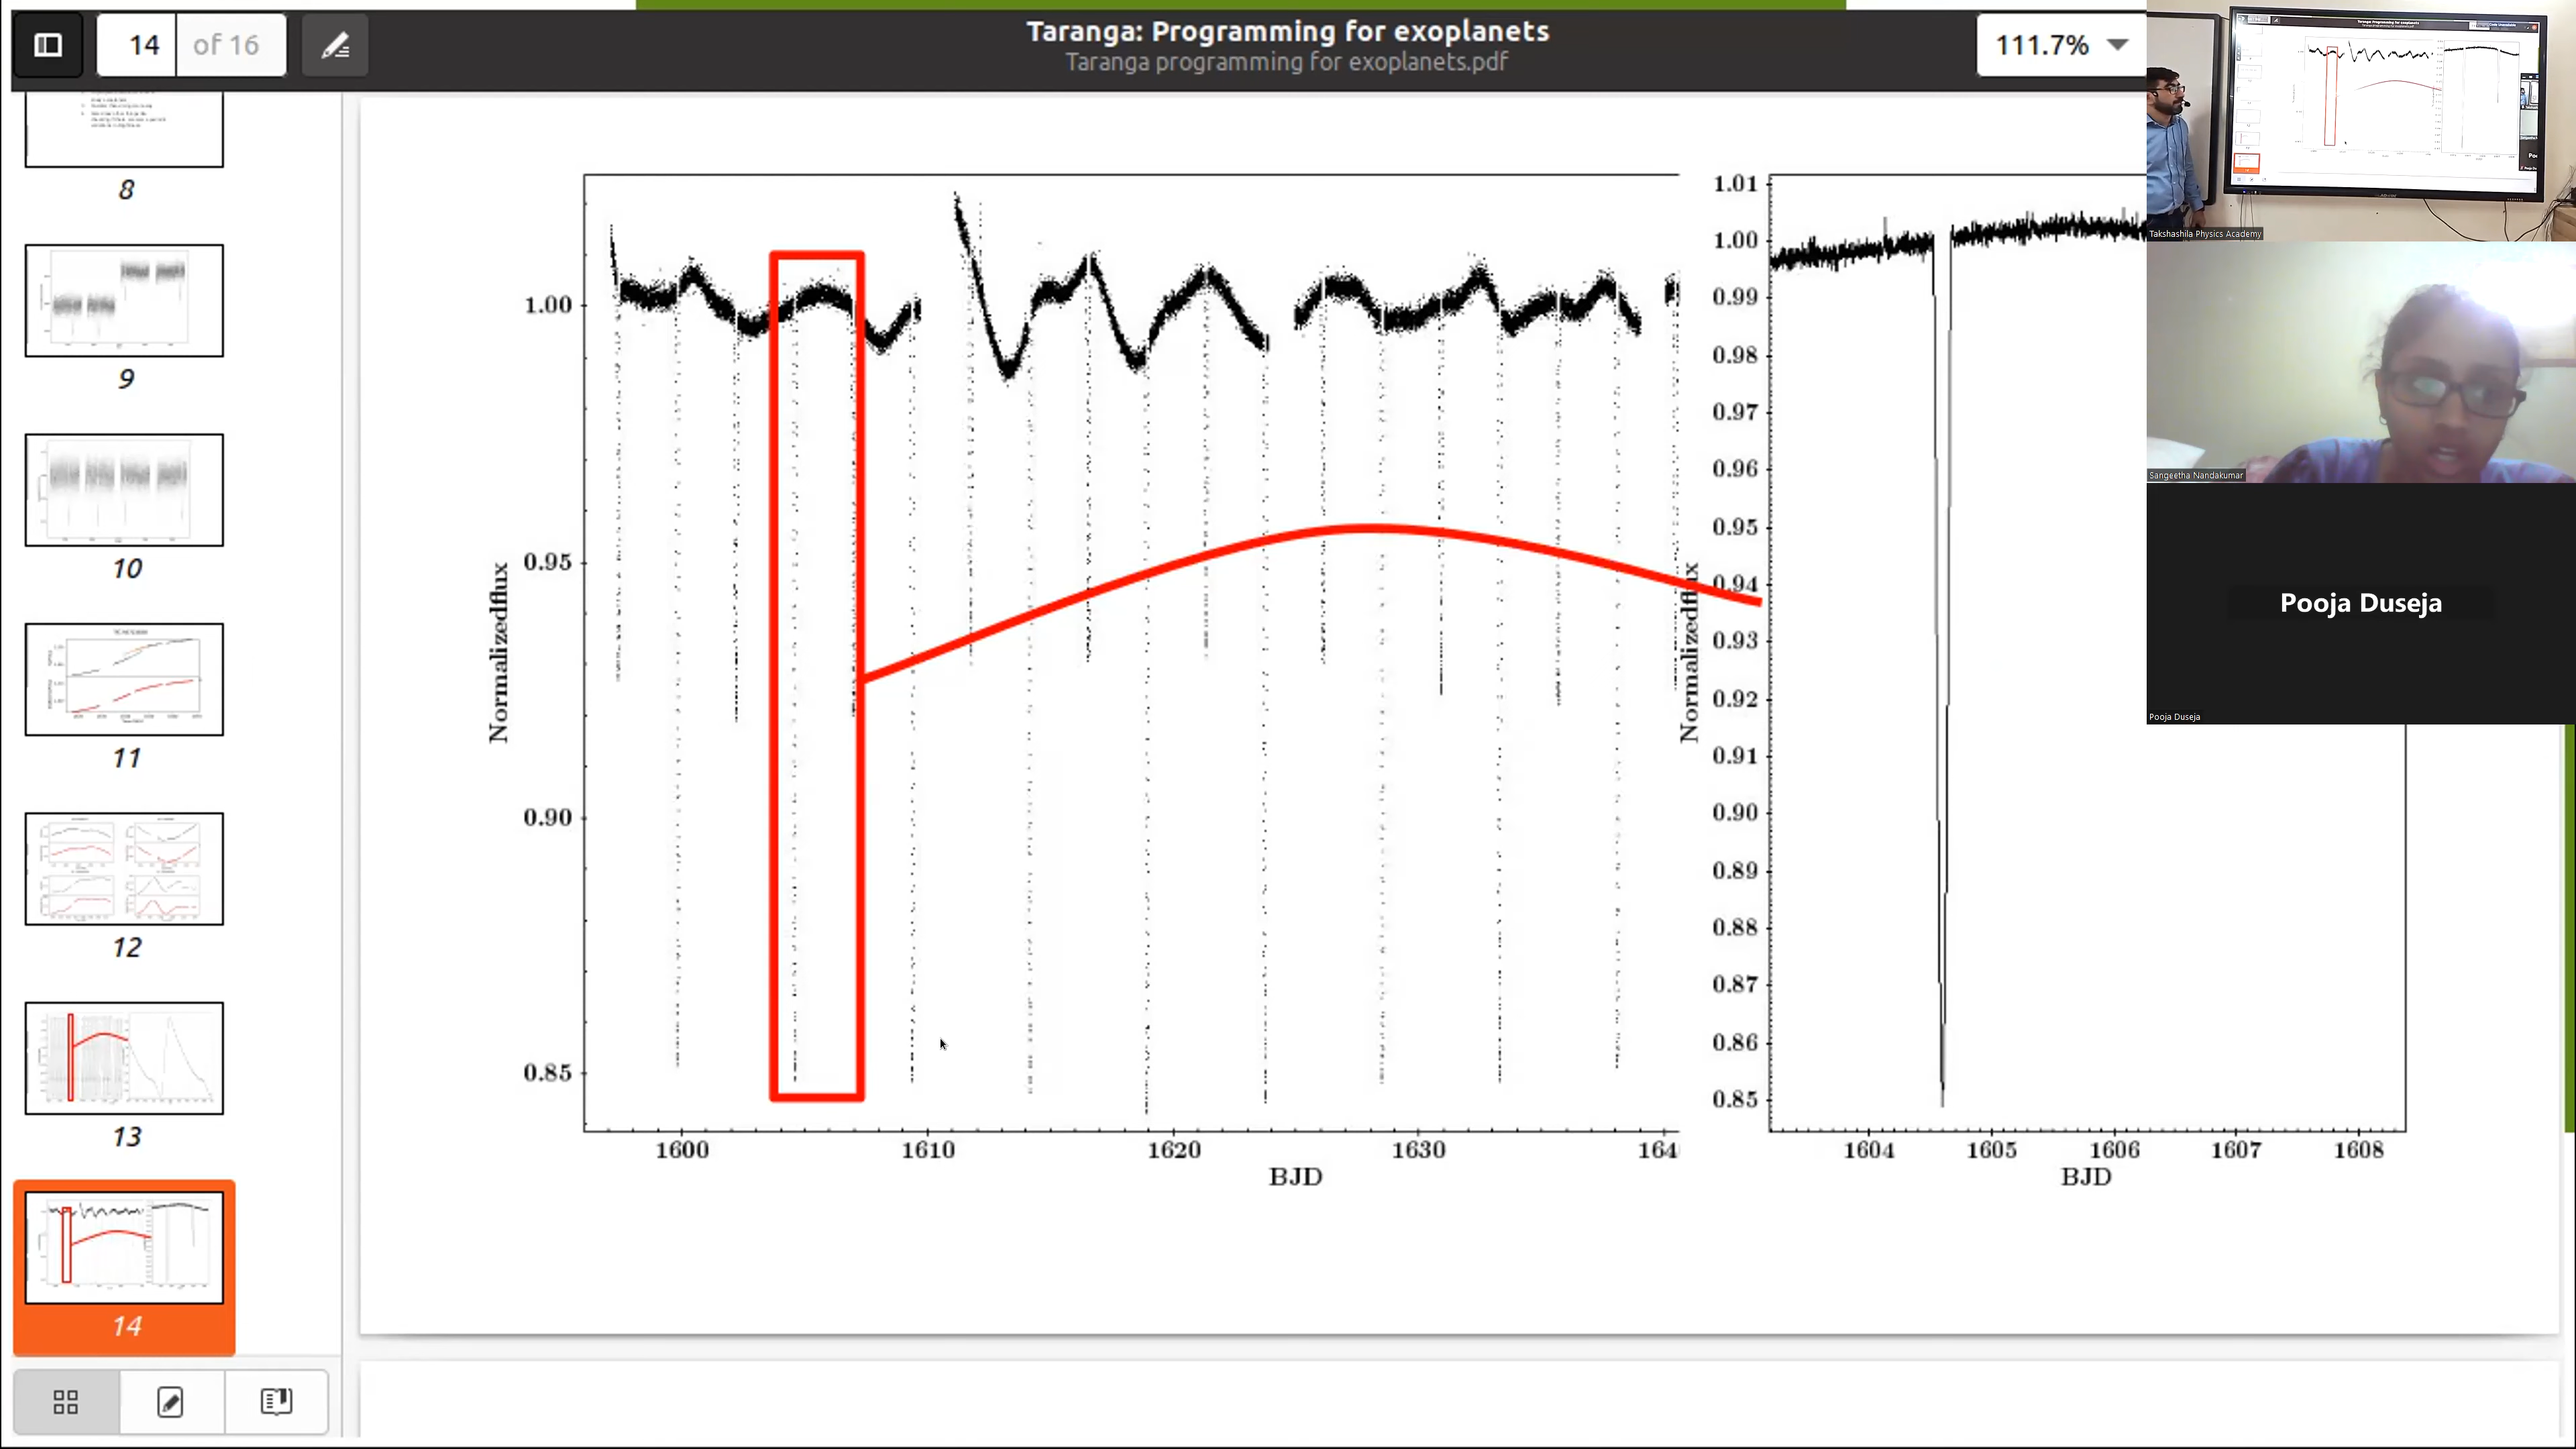 14 of 16
Taranga: Programming for exoplanets
Taranga programming for exoplanets.pdf
111.7%
8
9
10
11
12
13
14
1.00
0.95
0.90
0.85
Normalizedflux
1600 1610 1620 1630 164
BJD
1.01
1.00
0.99
0.98
0.97
0.96
0.95
0.94
0.93
0.92
0.91
0.90
0.89
0.88
0.87
0.86
0.85
Normalizedflux
1604 1605 1606 1607 1608
BJD
Taranga: Programming for exoplanets
Takshashila Physics Academy
Sangeetha Nandakumar
Pooja Duseja
Pooja Duseja